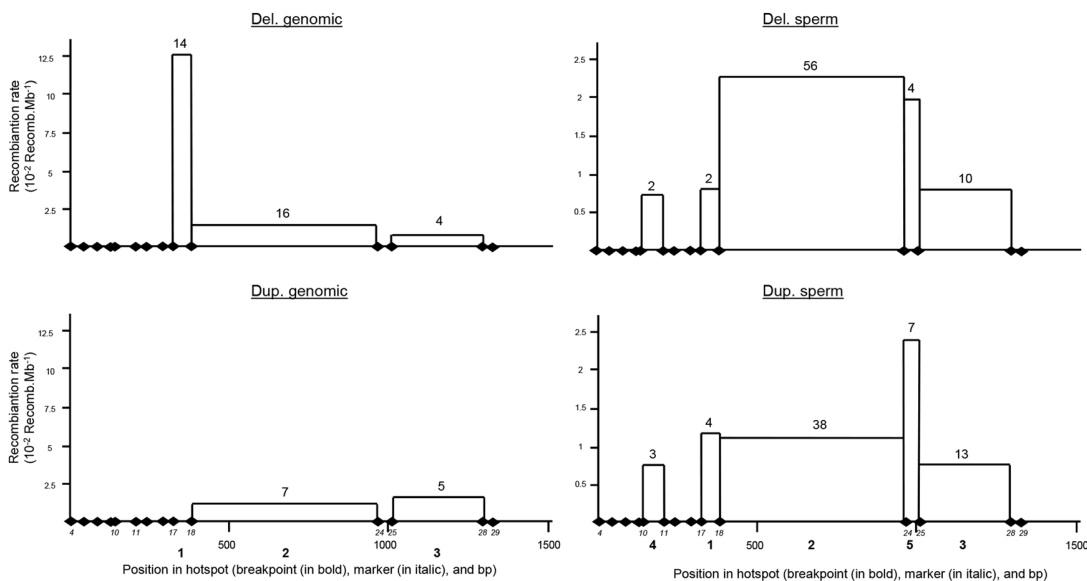 Del. genomic
14
12.5
10
7.5
5
2.5
16
4
Recombiantion rate
(10⁻² Recomb.Mb⁻¹)
Del. sperm
2.5
2
1.5
1
0.5
2
2
56
4
10
Dup. genomic
12.5
10
7.5
5
2.5
7
5
Recombiantion rate
(10⁻² Recomb.Mb⁻¹)
4 10 11 17 18 24 25 28 29
500 1000 1500
1 2 3
Position in hotspot (breakpoint (in bold), marker (in italic), and bp)
Dup. sperm
2.5
2
1.5
1
0.5
3
4
38
7
13
4 10 11 17 18 24 25 28 29
500 1500
4 1 2 5 3
Position in hotspot (breakpoint (in bold), marker (in italic), and bp)